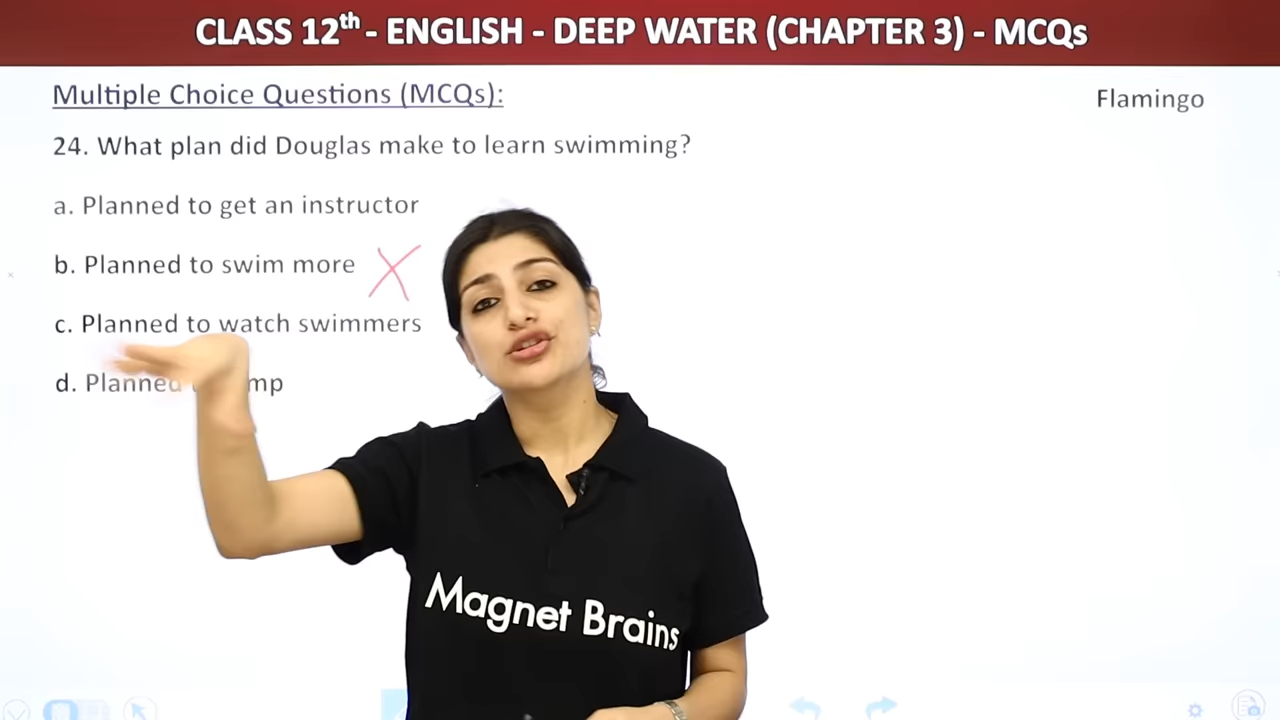 CLASS 12th - ENGLISH - DEEP WATER (CHAPTER 3) - MCQs
Multiple Choice Questions (MCQs):
Flamingo
24. What plan did Douglas make to learn swimming?
a. Planned to get an instructor
b. Planned to swim more
c. Planned to watch swimmers
d. Planned
Magnet Brains